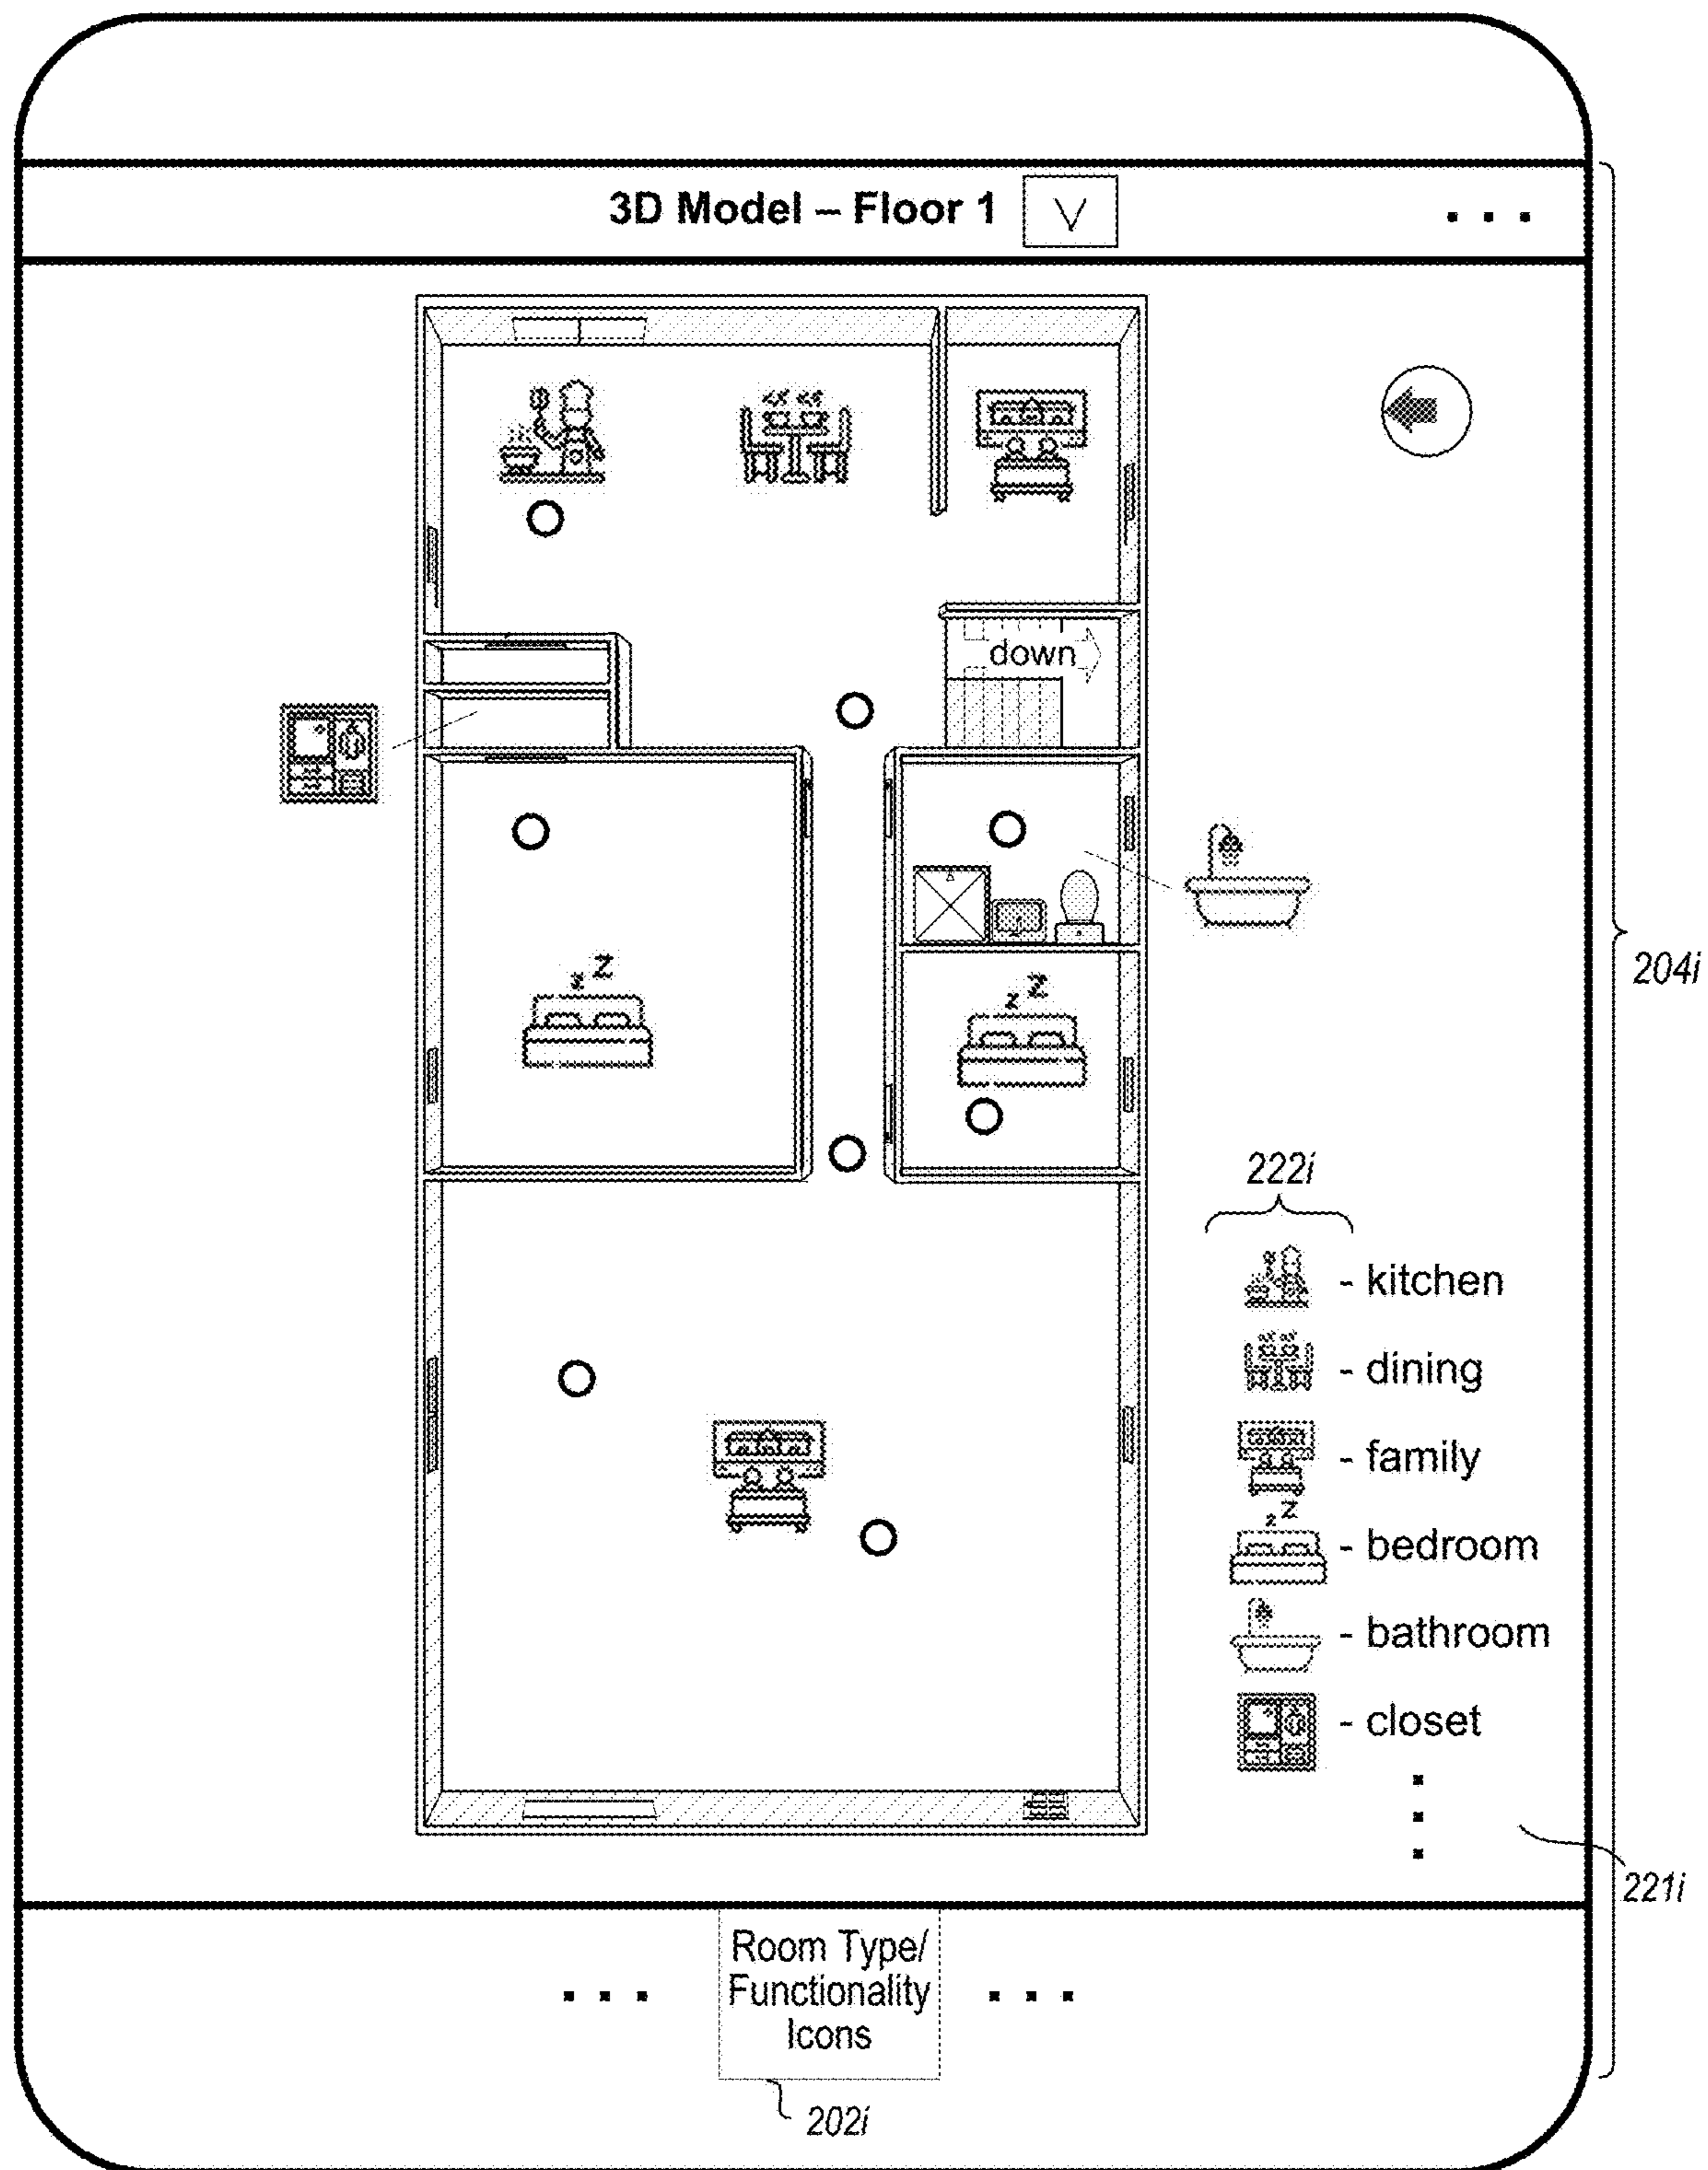 3D Model – Floor 1 V . . .
down
z Z
z Z
204i
222i
- kitchen
- dining
- family
z Z
- bedroom
- bathroom
- closet
221i
. . . Room Type/ . . .
Functionality
Icons
202i